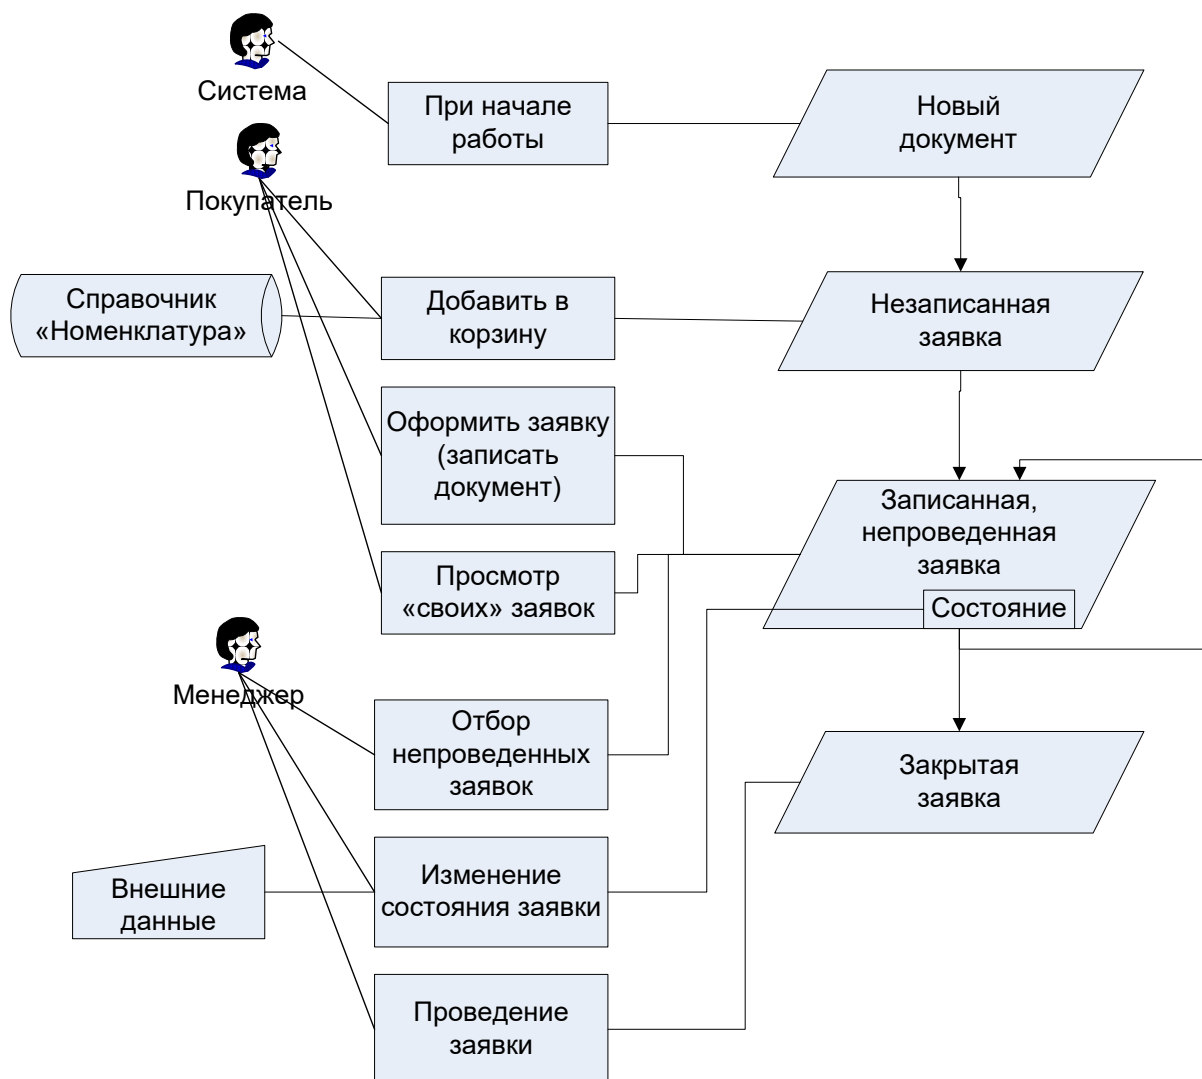 Система
При начале
работы
Новый
документ
Покупатель
Справочник
«Номенклатура»
Добавить в
корзину
Незаписанная
заявка
Оформить заявку
(записать
документ)
Записанная,
непроведенная
заявка
Состояние
Просмотр
«своих» заявок
Менеджер
Отбор
непроведенных
заявок
Закрытая
заявка
Внешние
данные
Изменение
состояния заявки
Проведение
заявки